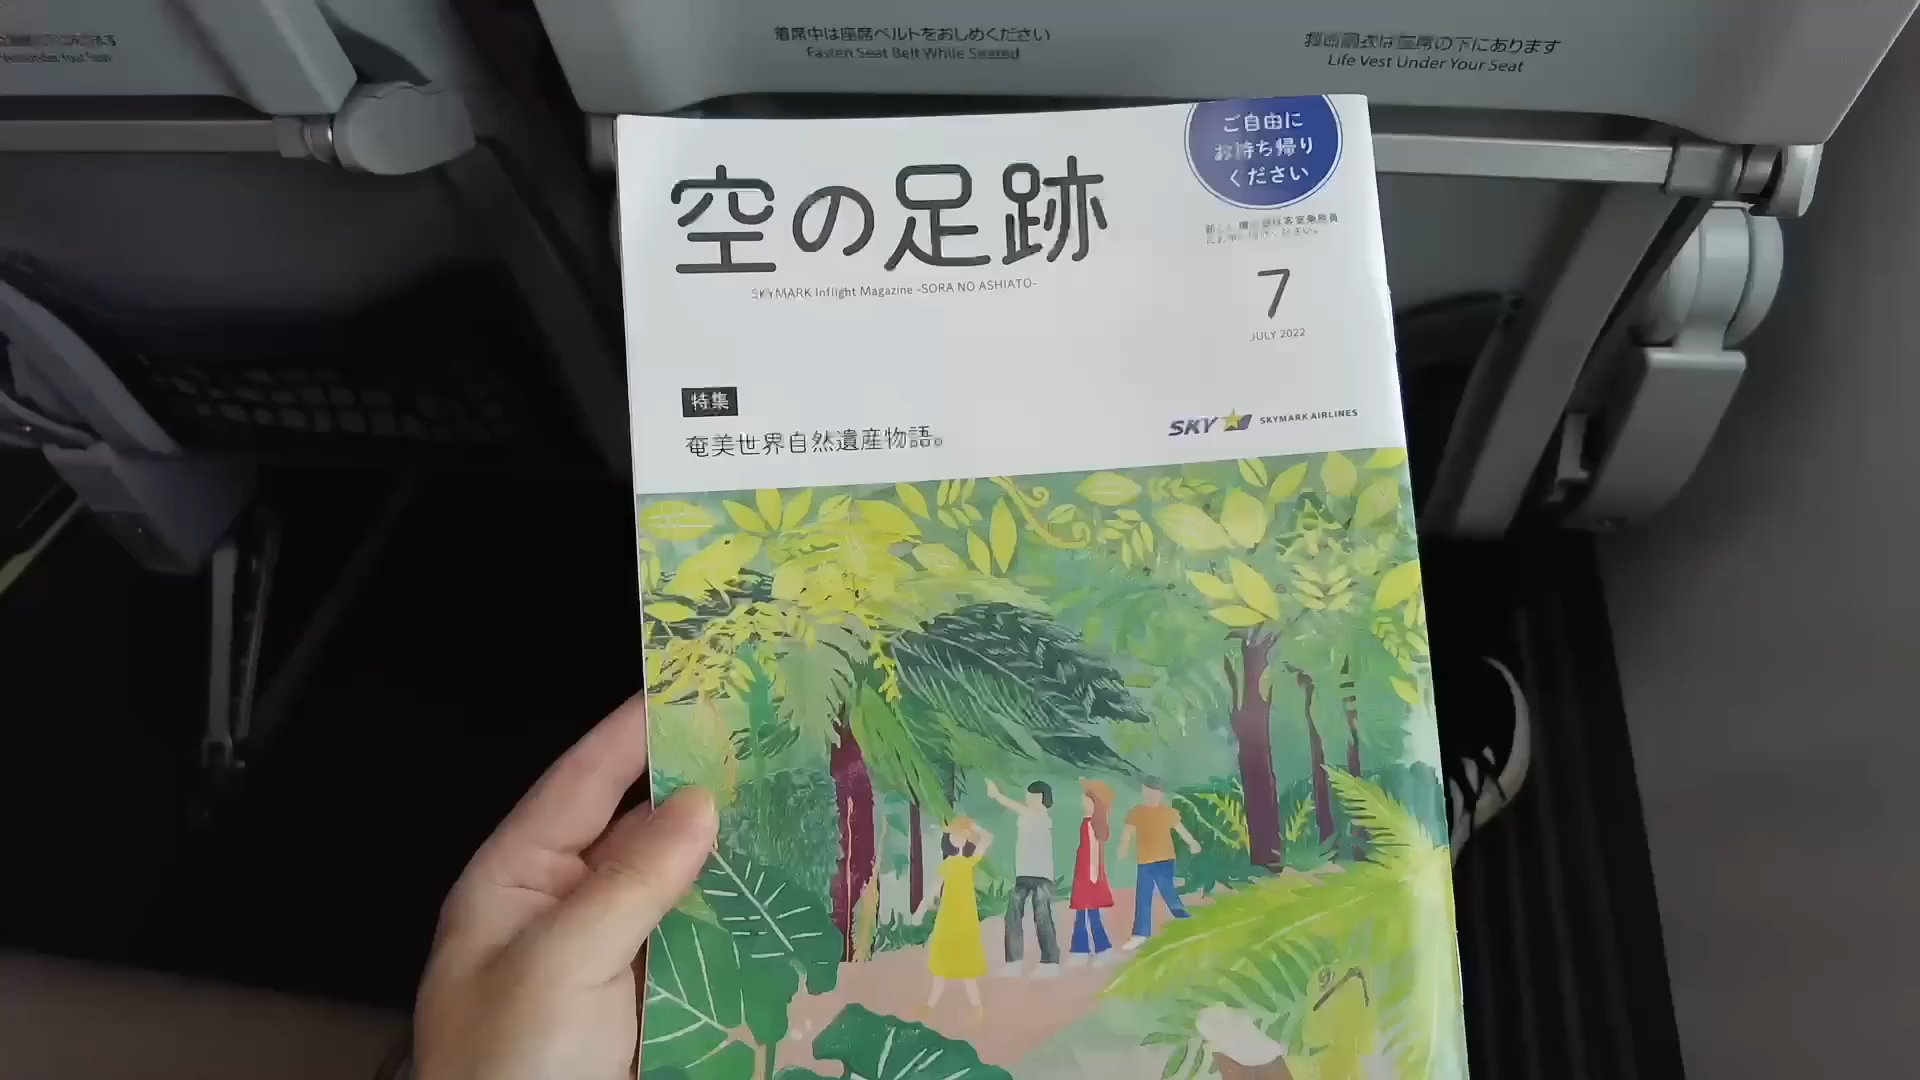 着席中は座席ベルトをおしめください
Fasten Seat Belt While Seated
救命胴衣は座席の下にあります
Life Vest Under Your Seat
ご自由に
お持ち帰り
ください
空の足跡
SKYMARK Inflight Magazine -SORA NO ASHIATO-
7
JULY 2022
特集
奄美世界自然遺産物語。
SKY SKYMARK AIRLINES